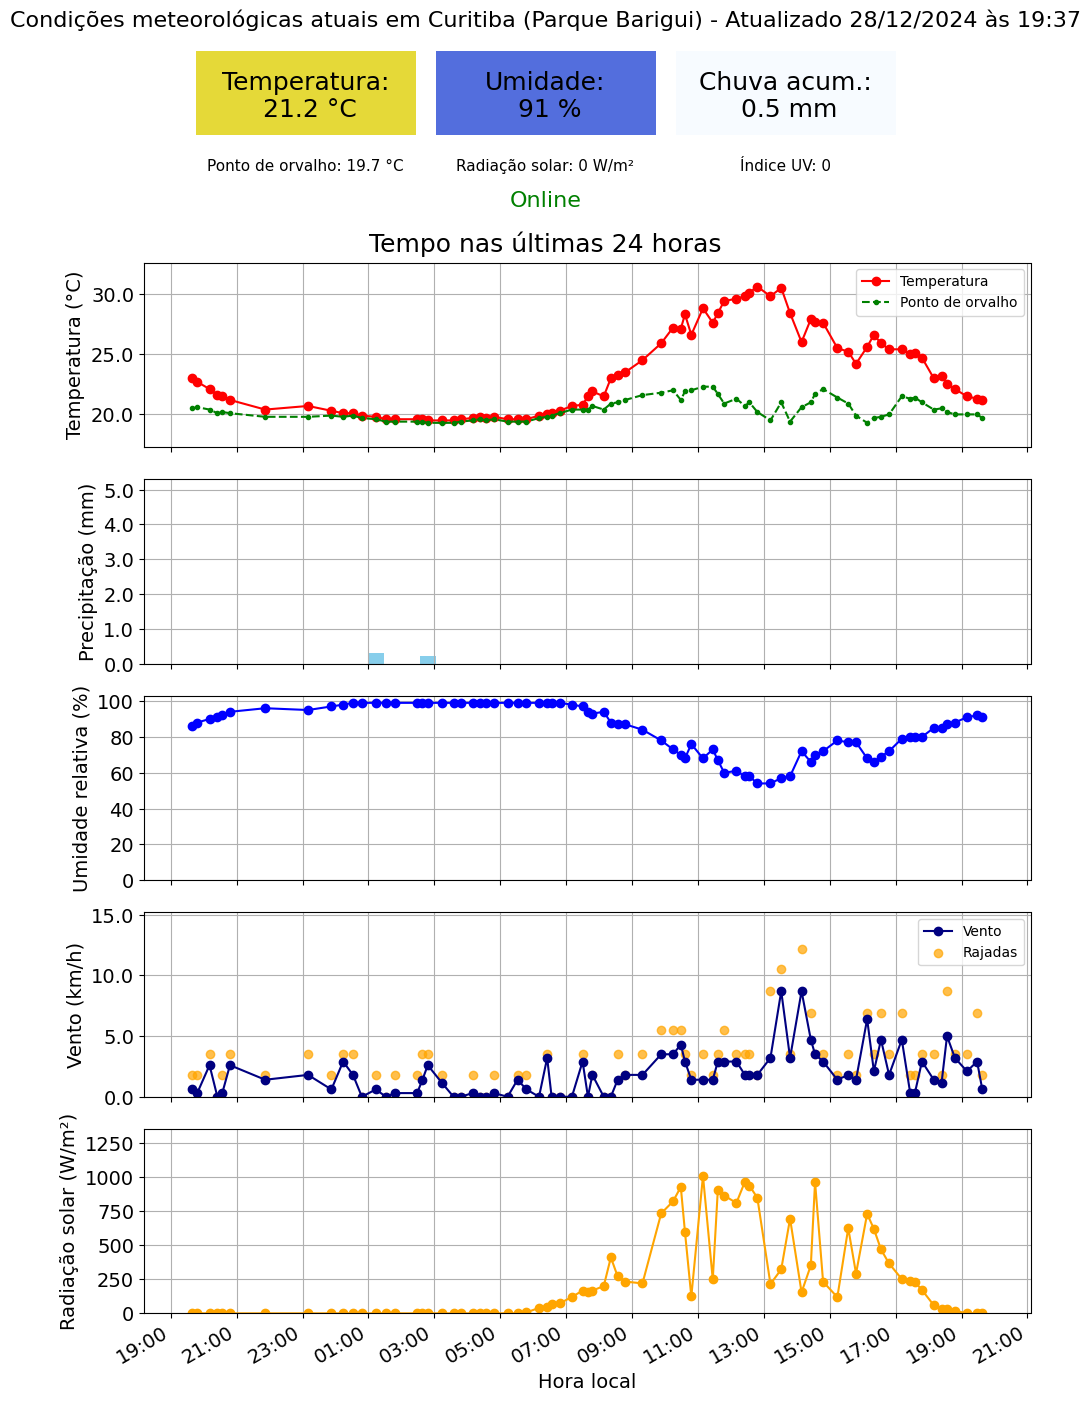 Condições meteorológicas atuais em Curitiba (Parque Barigui) - Atualizado 28/12/2024 às 19:37
Temperatura:
21.2 °C
Umidade:
91 %
Chuva acum.:
0.5 mm
Ponto de orvalho: 19.7 °C
Radiação solar: 0 W/m²
Índice UV: 0
Online
Tempo nas últimas 24 horas
Temperatura (°C)
30.0
25.0
20.0
Temperatura
Ponto de orvalho
Precipitação (mm)
5.0
4.0
3.0
2.0
1.0
0.0
Umidade relativa (%)
100
80
60
40
20
0
Vento (km/h)
15.0
10.0
5.0
0.0
Vento
Rajadas
Radiação solar (W/m²)
1250
1000
750
500
250
0
19:00
21:00
23:00
01:00
03:00
05:00
07:00
09:00
11:00
13:00
15:00
17:00
19:00
21:00
Hora local